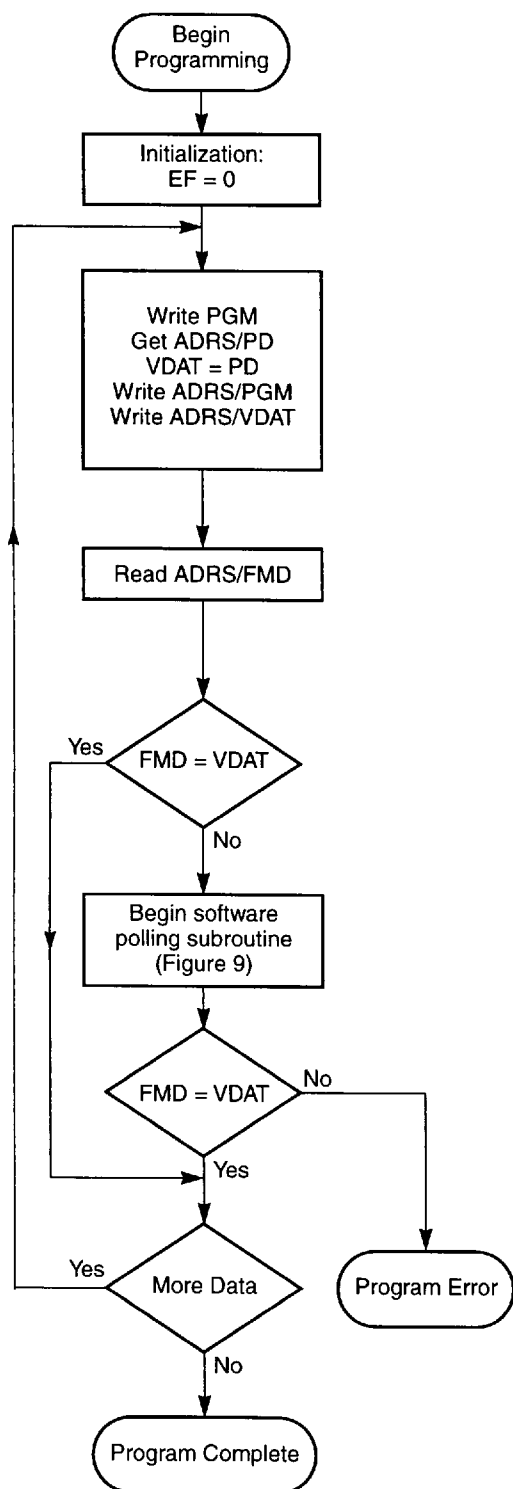 Begin
Programming
Initialization:
EF = 0
Write PGM
Get ADRS/PD
VDAT = PD
Write ADRS/PGM
Write ADRS/VDAT
Read ADRS/FMD
Yes
FMD = VDAT
No
Begin software
polling subroutine
(Figure 9)
FMD = VDAT
No
Yes
Yes
More Data
Program Error
No
Program Complete